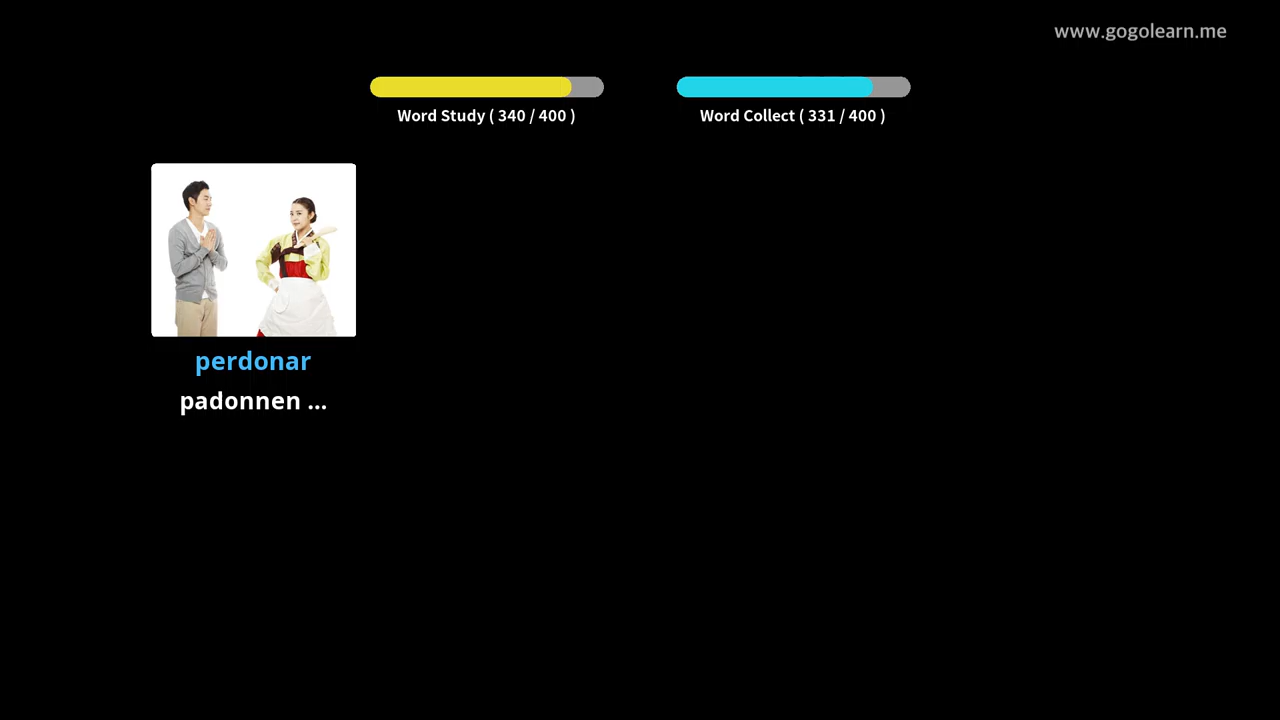 www.gogolearn.me
Word Study ( 340 / 400 )
Word Collect ( 331 / 400 )
perdonar
padonnen ...